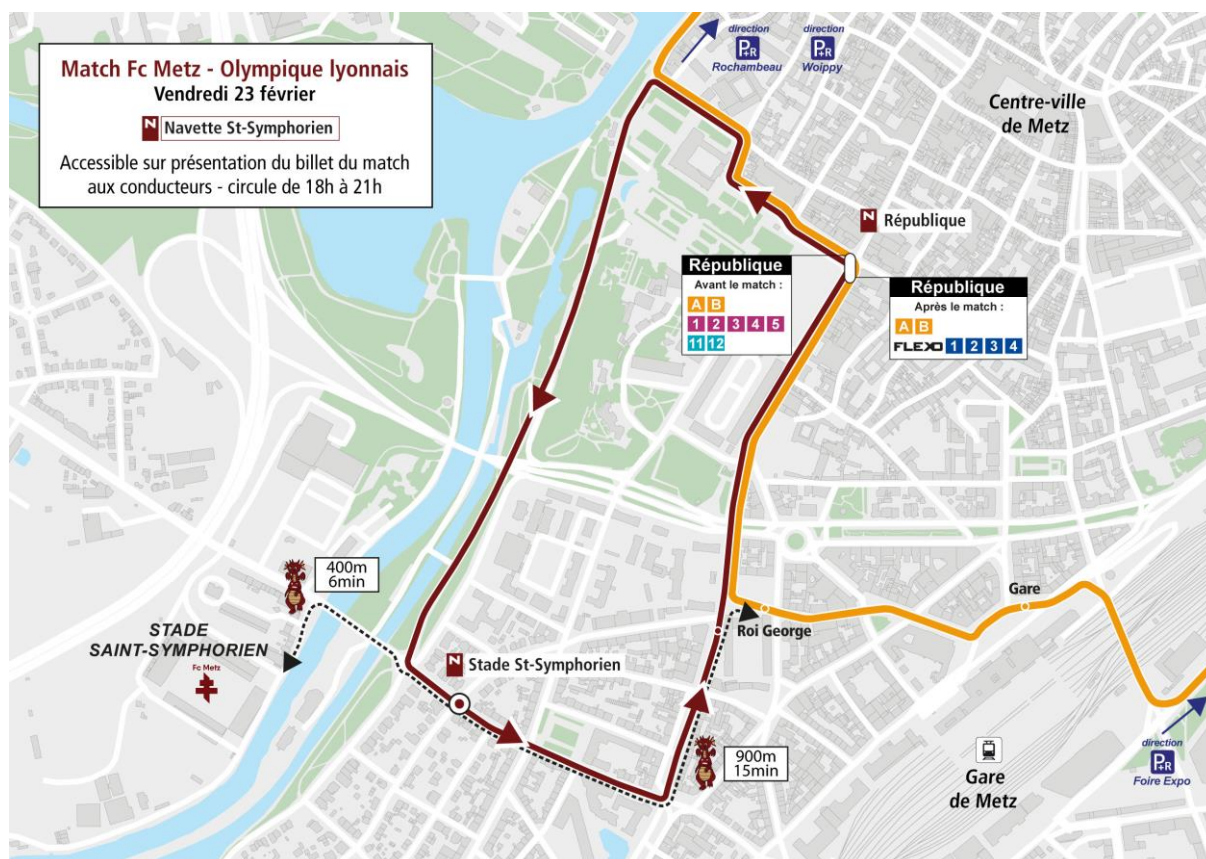 Match Fc Metz - Olympique lyonnais
Vendredi 23 février
N Navette St-Symphorien
Accessible sur présentation du billet du match
aux conducteurs - circule de 18h à 21h
direction
P+R
Rochambeau
direction
P+R
Woippy
Centre-ville
de Metz
N République
République
Avant le match :
A B
1 2 3 4 5
11 12
République
Après le match :
A B
FLEXO 1 2 3 4
400m
6min
STADE
SAINT-SYMPHORIEN
Fc Metz
N Stade St-Symphorien
Roi George
Gare
900m
15min
Gare
de Metz
direction
P+R
Foire Expo